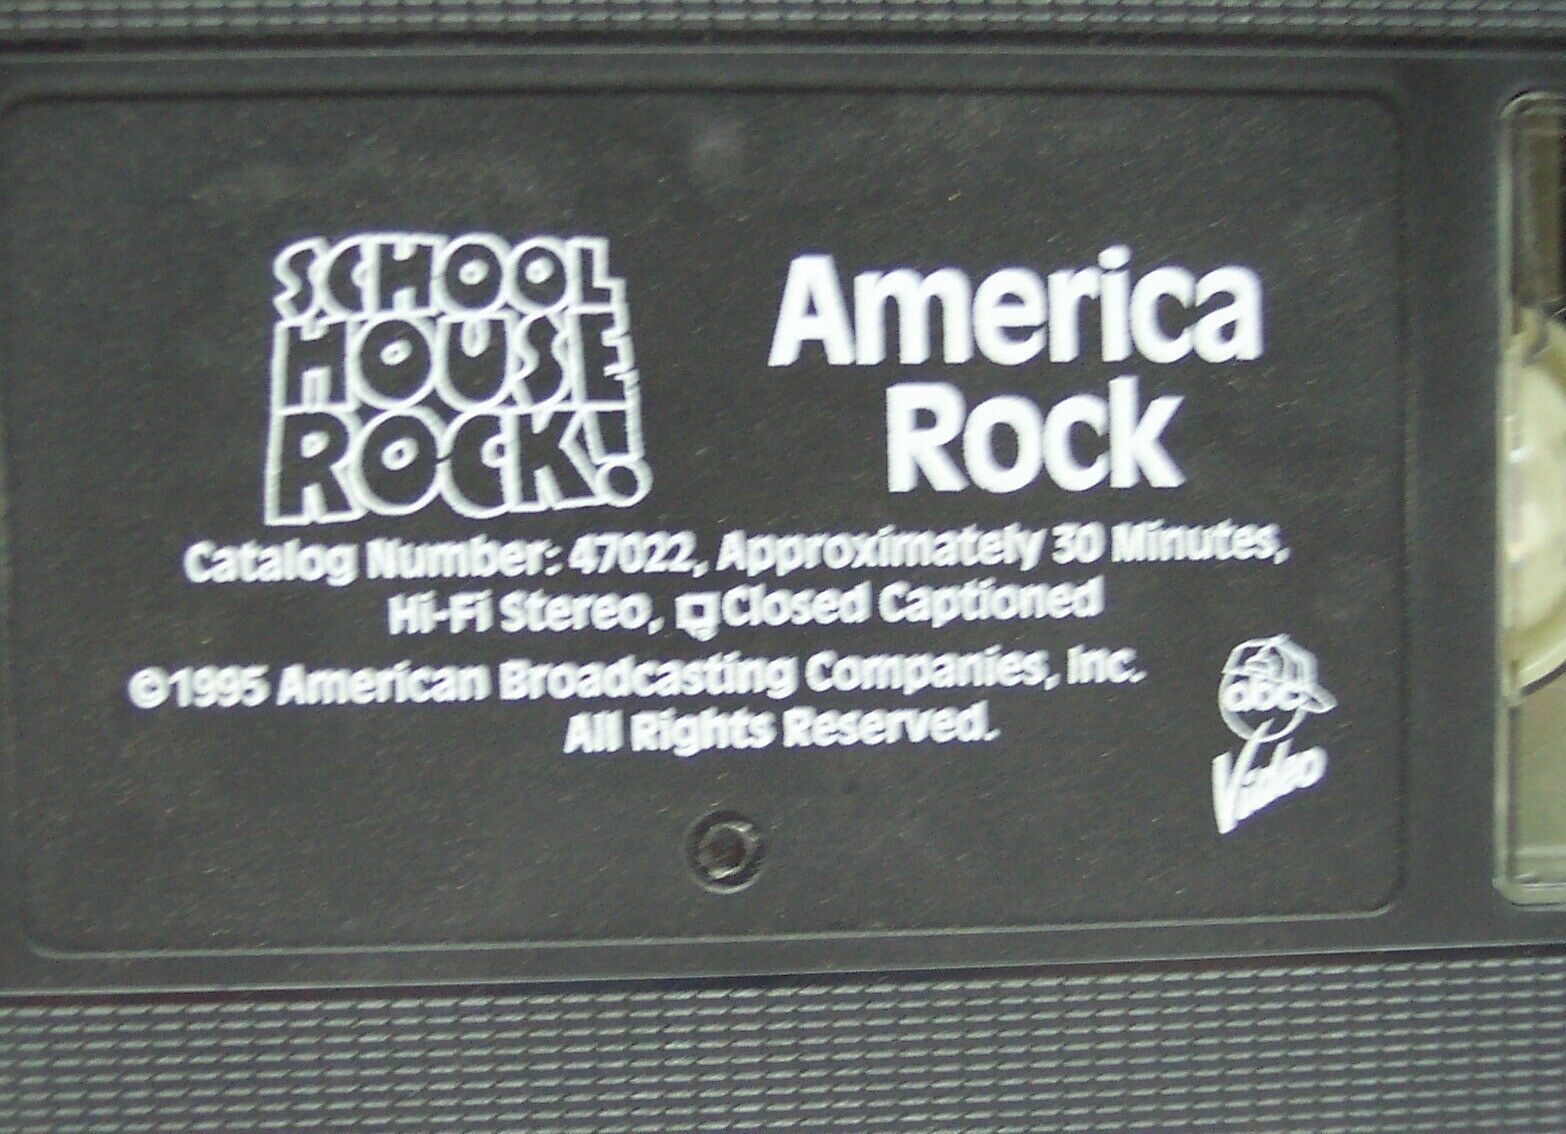 SCHOOL
HOUSE
ROCK!
America
Rock
Catalog Number: 47022, Approximately 30 Minutes,
Hi-Fi Stereo, Closed Captioned
©1995 American Broadcasting Companies, Inc.
All Rights Reserved.
abc
Video